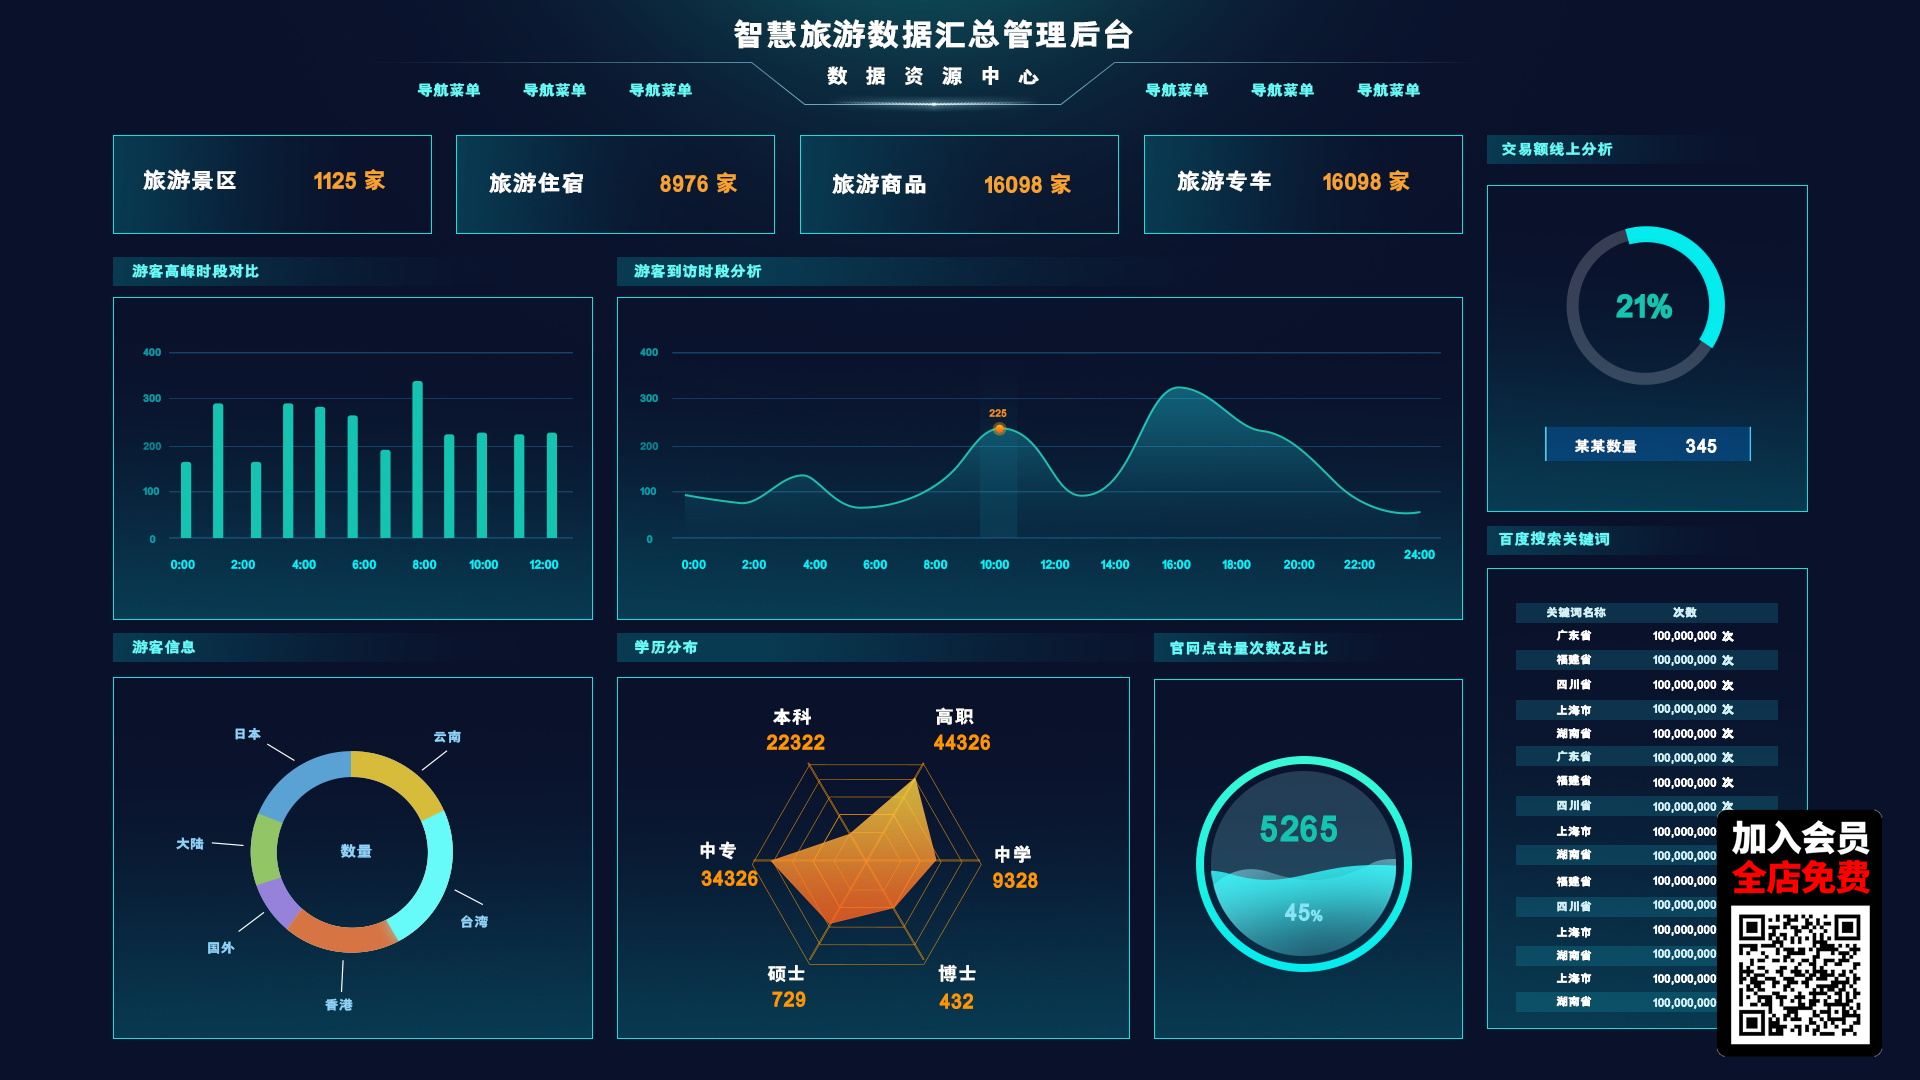 智慧旅游数据汇总管理后台
数据资源中心
导航菜单 导航菜单 导航菜单
导航菜单 导航菜单 导航菜单
旅游景区 1125 家
旅游住宿 8976 家
旅游商品 16098 家
旅游专车 16098 家
交易额线上分析
21%
某某数量 345
游客高峰时段对比
400
300
200
100
0
0:00 2:00 4:00 6:00 8:00 10:00 12:00
游客到访时段分析
400
300
200
100
0
225
0:00 2:00 4:00 6:00 8:00 10:00 12:00 14:00 16:00 18:00 20:00 22:00 24:00
游客信息
日本
云南
大陆
数量
台湾
国外
香港
学历分布
本科
22322
高职
44326
中专
34326
中学
9328
硕士
729
博士
432
官网点击量次数及占比
5265
45%
百度搜索关键词
关键词名称 次数
广东省 100,000,000 次
福建省 100,000,000 次
四川省 100,000,000 次
上海市 100,000,000 次
湖南省 100,000,000 次
广东省 100,000,000 次
福建省 100,000,000 次
四川省 100,000,000 次
上海市 100,000,000
湖南省 100,000,000
福建省 100,000,000
四川省 100,000,000
上海市 100,000,000
湖南省 100,000,000
上海市 100,000,000
湖南省 100,000,000
加入会员
全店免费